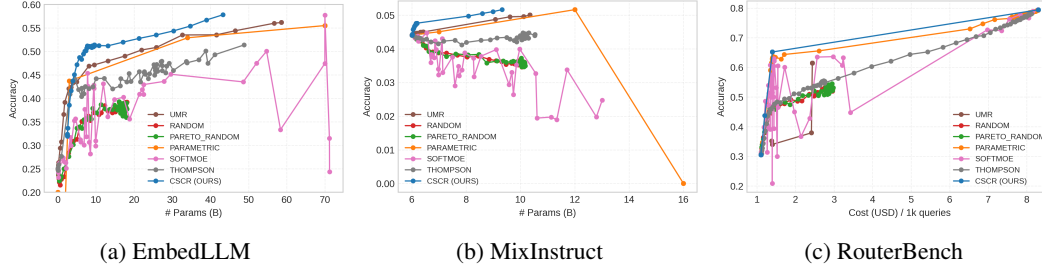 0.60
0.55
0.50
0.45
0.40
0.35
0.30
0.25
0.20
Accuracy
0 10 20 30 40 50 60 70
# Params (B)
UMR
RANDOM
PARETO_RANDOM
PARAMETRIC
SOFTMOE
THOMPSON
CSCR (OURS)
(a) EmbedLLM
0.05
0.04
0.03
0.02
0.01
0.00
Accuracy
6 8 10 12 14 16
# Params (B)
UMR
RANDOM
PARETO_RANDOM
PARAMETRIC
SOFTMOE
THOMPSON
CSCR (OURS)
(b) MixInstruct
0.8
0.7
0.6
0.5
0.4
0.3
0.2
Accuracy
1 2 3 4 5 6 7 8
Cost (USD) / 1k queries
UMR
RANDOM
PARETO_RANDOM
PARAMETRIC
SOFTMOE
THOMPSON
CSCR (OURS)
(c) RouterBench